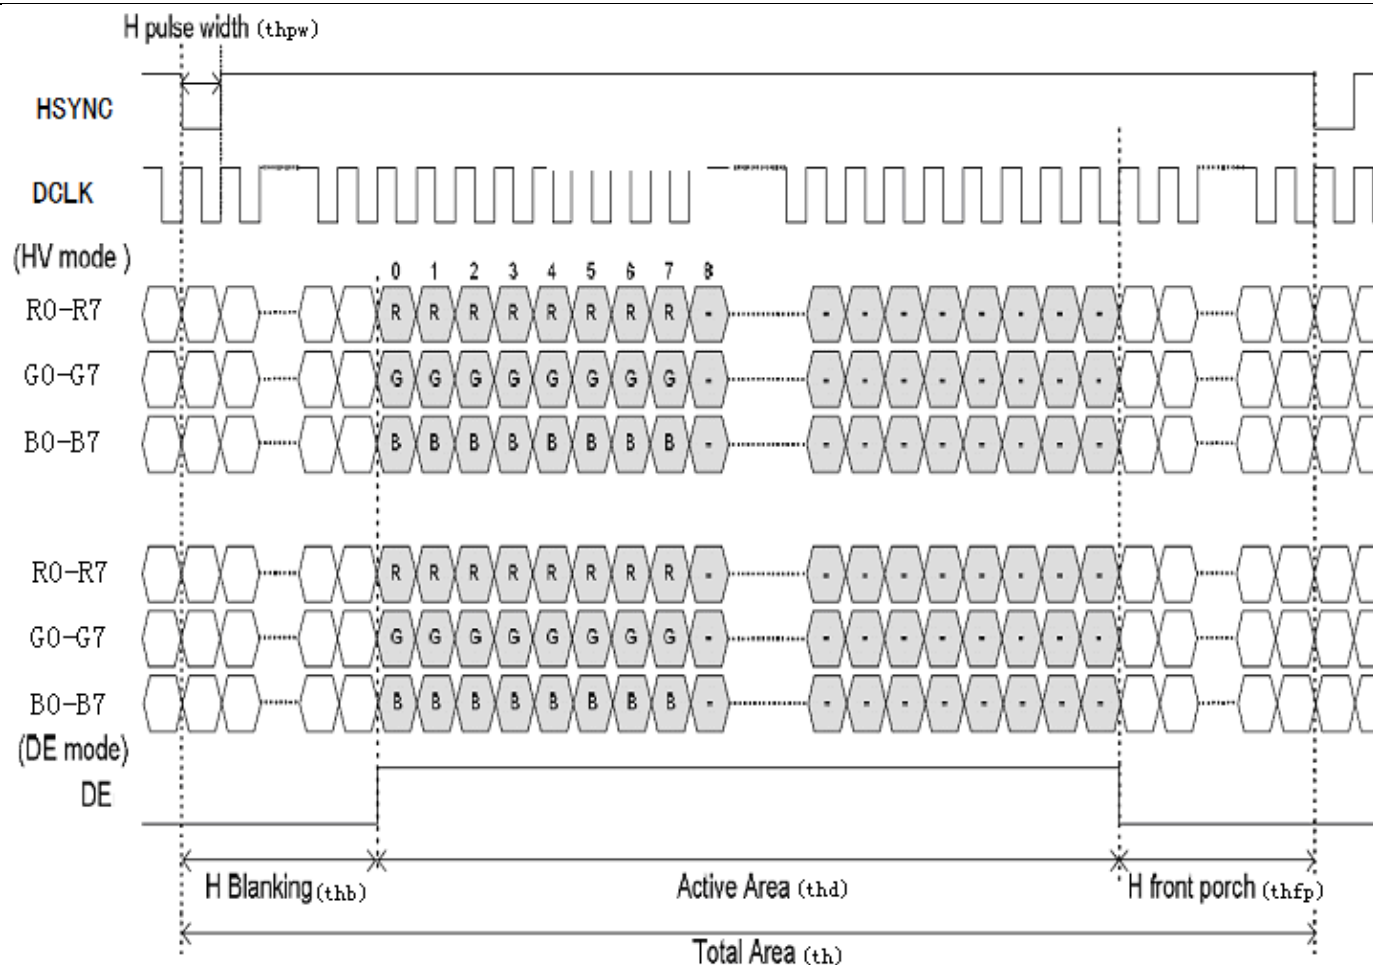 H pulse width (thpw)
HSYNC
DCLK
(HV mode )
0 1 2 3 4 5 6 7 8
R0-R7 R R R R R R R R - - - - - - - - -
G0-G7 G G G G G G G G - - - - - - - - -
B0-B7 B B B B B B B B - - - - - - - - -
R0-R7 R R R R R R R R - - - - - - - - -
G0-G7 G G G G G G G G - - - - - - - - -
B0-B7 B B B B B B B B - - - - - - - - -
(DE mode)
DE
H Blanking (thb) Active Area (thd) H front porch (thfp)
Total Area (th)